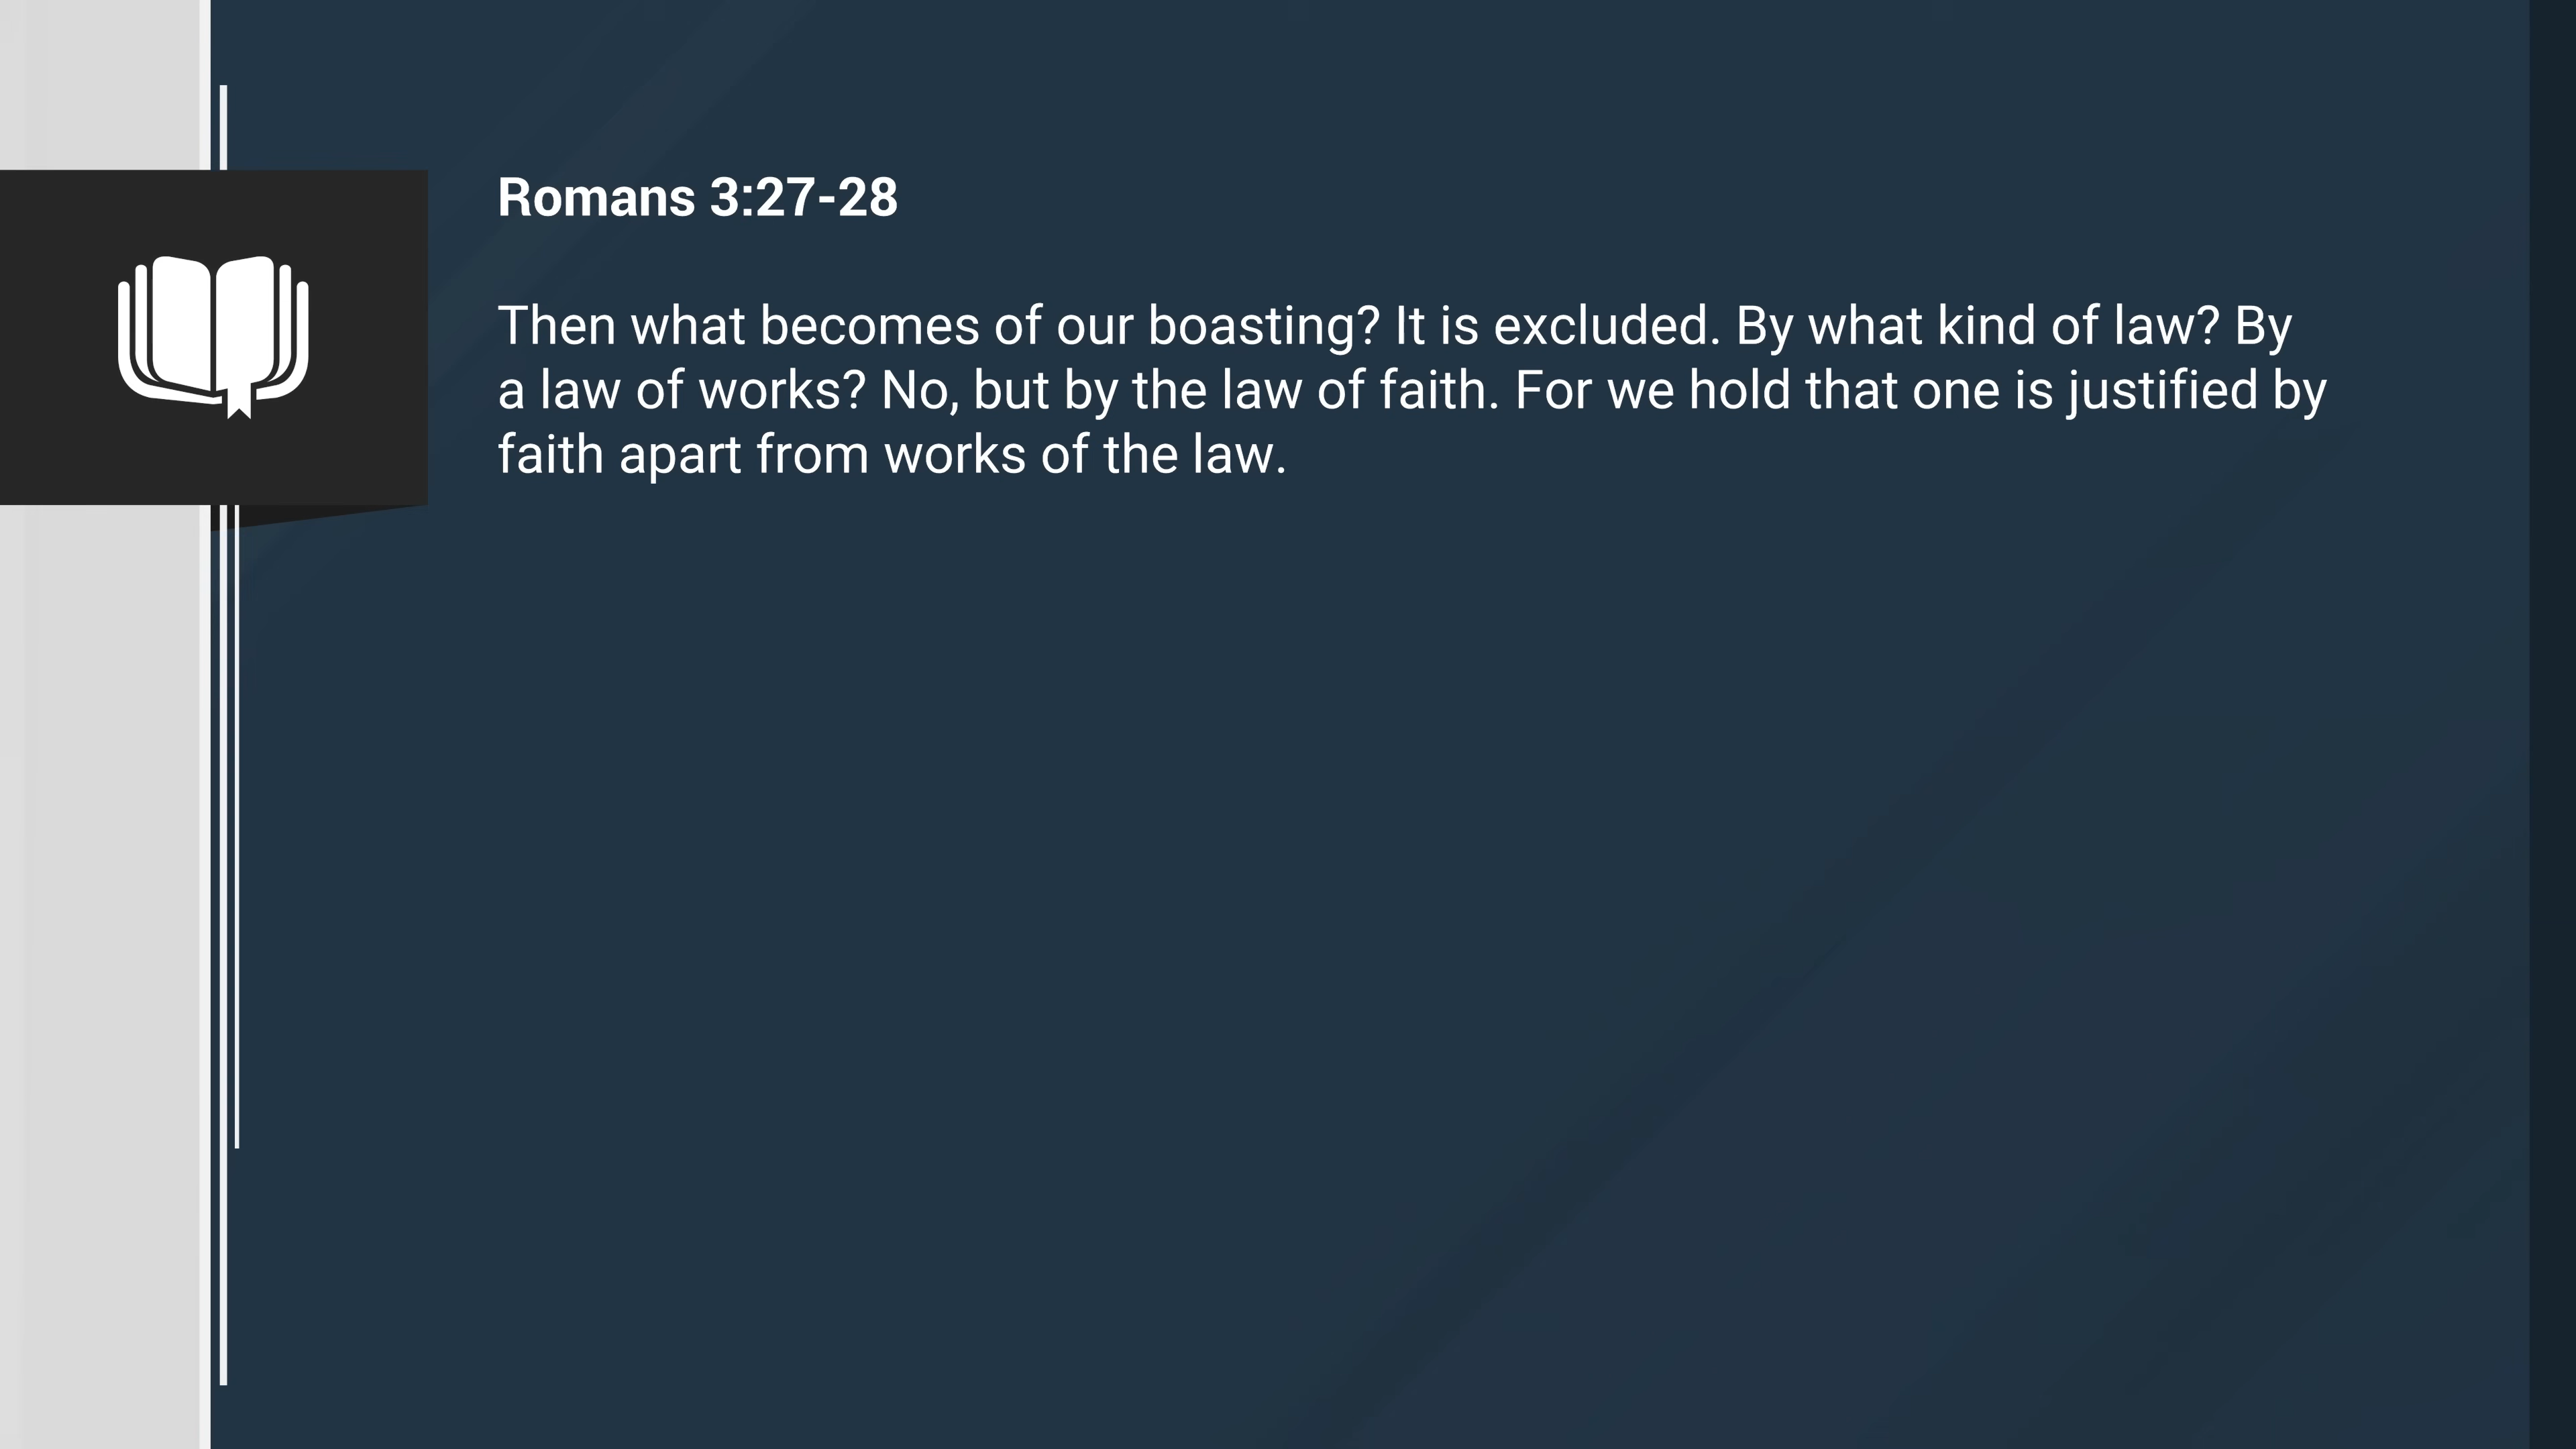 Romans 3:27-28
Then what becomes of our boasting? It is excluded. By what kind of law? By
a law of works? No, but by the law of faith. For we hold that one is justified by
faith apart from works of the law.